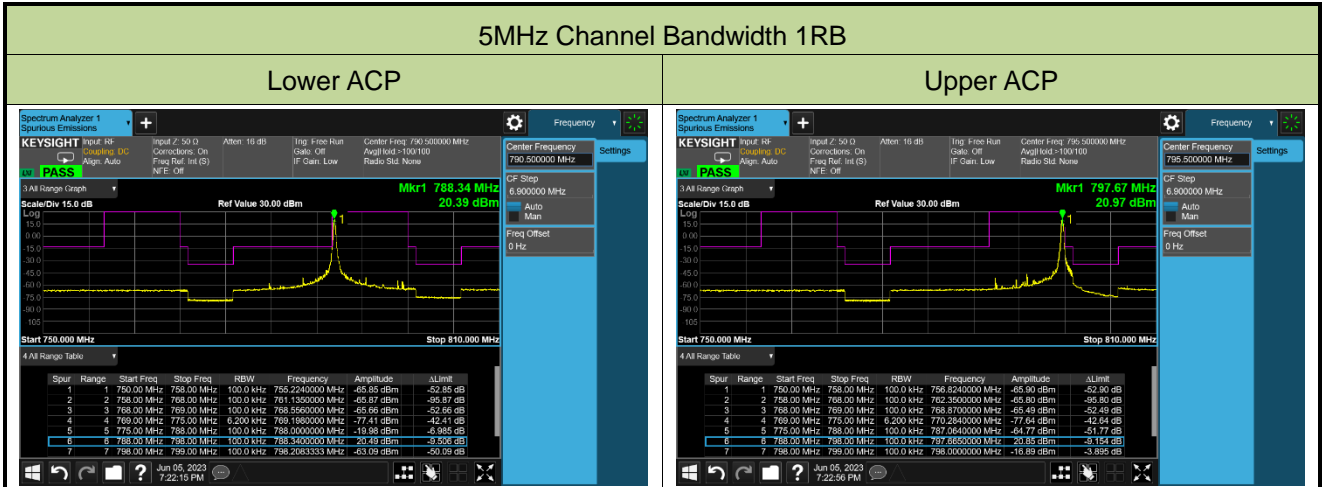 5MHz Channel Bandwidth 1RB
Lower ACP
Upper ACP
Spectrum Analyzer 1
Spurious Emissions
+
Frequency
KEYSIGHT Input: RF Input Z: 50 Ω Atten: 16 dB Trig: Free Run Center Freq: 790.500000 MHz
Coupling: DC Corrections: On Gate: Off Avg|Hold:>100/100
Align: Auto Freq Ref: Int (S) IF Gain: Low Radio Std: None
NFE: Off
PASS
Center Frequency
790.500000 MHz
Settings
CF Step
6.900000 MHz
Auto
Man
Freq Offset
0 Hz
3 All Range Graph
Mkr1 788.34 MHz
Scale/Div 15.0 dB Ref Value 30.00 dBm 20.39 dBm
Log
15.0
0.00
-15.0
-30.0
-45.0
-60.0
-75.0
-90.0
-105
1
Start 750.000 MHz Stop 810.000 MHz
4 All Range Table
Spur Range Start Freq Stop Freq RBW Frequency Amplitude ΔLimit
1 1 750.00 MHz 758.00 MHz 100.0 kHz 755.2240000 MHz -65.85 dBm -52.85 dB
2 2 758.00 MHz 768.00 MHz 100.0 kHz 761.1350000 MHz -65.87 dBm -95.87 dB
3 3 768.00 MHz 769.00 MHz 100.0 kHz 768.5560000 MHz -65.66 dBm -52.66 dB
4 4 769.00 MHz 775.00 MHz 6.200 kHz 769.1980000 MHz -77.41 dBm -42.41 dB
5 5 775.00 MHz 788.00 MHz 100.0 kHz 788.0000000 MHz -19.98 dBm -6.985 dB
6 6 788.00 MHz 798.00 MHz 100.0 kHz 788.3400000 MHz 20.49 dBm -9.506 dB
7 7 798.00 MHz 799.00 MHz 100.0 kHz 798.2083333 MHz -63.09 dBm -50.09 dB
?
Jun 05, 2023
7:22:15 PM
Spectrum Analyzer 1
Spurious Emissions
+
Frequency
KEYSIGHT Input: RF Input Z: 50 Ω Atten: 16 dB Trig: Free Run Center Freq: 795.500000 MHz
Coupling: DC Corrections: On Gate: Off Avg|Hold:>100/100
Align: Auto Freq Ref: Int (S) IF Gain: Low Radio Std: None
NFE: Off
PASS
Center Frequency
795.500000 MHz
Settings
CF Step
6.900000 MHz
Auto
Man
Freq Offset
0 Hz
3 All Range Graph
Mkr1 797.67 MHz
Scale/Div 15.0 dB Ref Value 30.00 dBm 20.97 dBm
Log
15.0
0.00
-15.0
-30.0
-45.0
-60.0
-75.0
-90.0
-105
1
Start 750.000 MHz Stop 810.000 MHz
4 All Range Table
Spur Range Start Freq Stop Freq RBW Frequency Amplitude ΔLimit
1 1 750.00 MHz 758.00 MHz 100.0 kHz 756.8240000 MHz -65.90 dBm -52.90 dB
2 2 758.00 MHz 768.00 MHz 100.0 kHz 762.3500000 MHz -65.80 dBm -95.80 dB
3 3 768.00 MHz 769.00 MHz 100.0 kHz 768.8700000 MHz -65.49 dBm -52.49 dB
4 4 769.00 MHz 775.00 MHz 6.200 kHz 770.2840000 MHz -77.64 dBm -42.64 dB
5 5 775.00 MHz 788.00 MHz 100.0 kHz 787.0640000 MHz -64.77 dBm -51.77 dB
6 6 788.00 MHz 798.00 MHz 100.0 kHz 797.6650000 MHz 20.85 dBm -9.154 dB
7 7 798.00 MHz 799.00 MHz 100.0 kHz 798.0000000 MHz -16.89 dBm -3.895 dB
?
Jun 05, 2023
7:22:56 PM